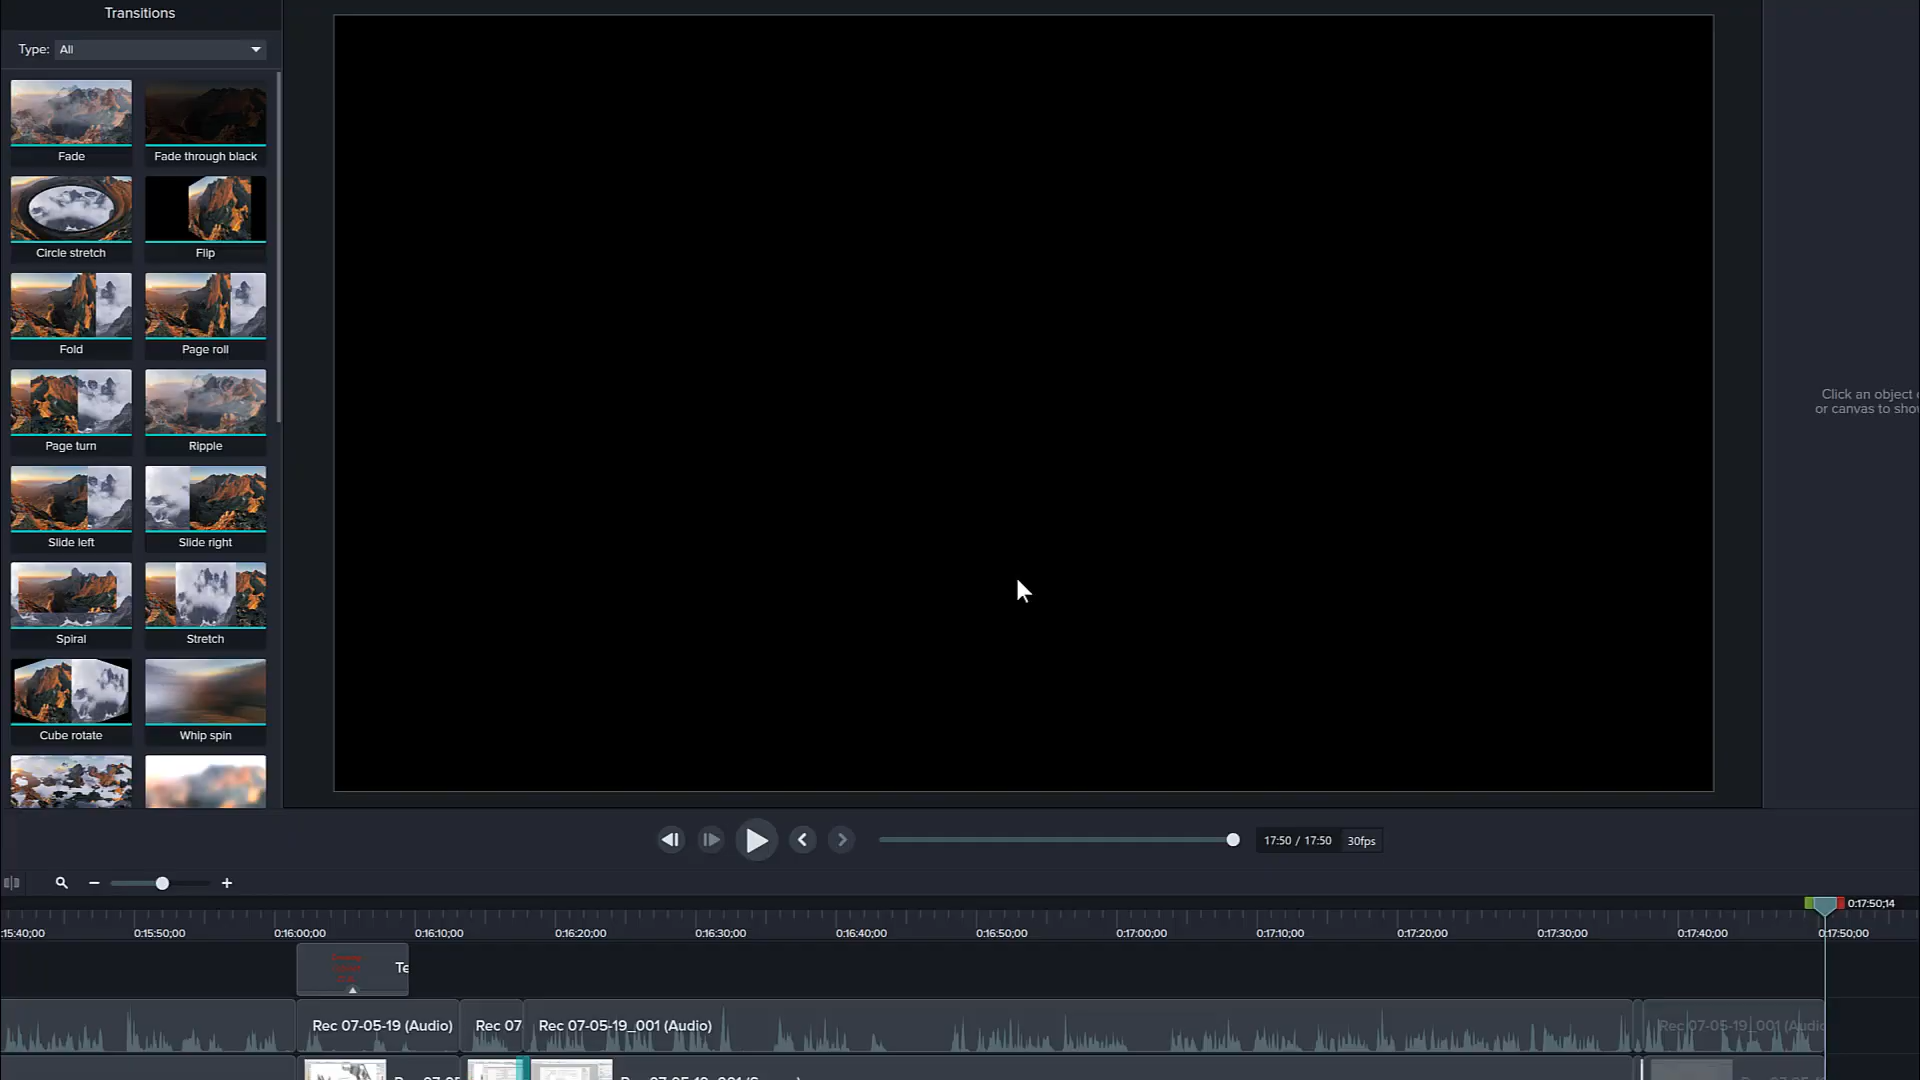 Transitions
Type: All
Fade
Fade through black
Circle stretch
Flip
Fold
Page roll
Page turn
Ripple
Slide left
Slide right
Spiral
Stretch
Cube rotate
Whip spin
Click an object
or canvas to sho
17:50 / 17:50
30fps
0:17:50;14
:15:40;00
0:15:50;00
0:16:00;00
0:16:10;00
0:16:20;00
0:16:30;00
0:16:40;00
0:16:50;00
0:17:00;00
0:17:10;00
0:17:20;00
0:17:30;00
0:17:40;00
0:17:50;00
Te
Rec 07-05-19 (Audio)
Rec 07
Rec 07-05-19_001 (Audio)
Rec 07-05-19_001 (Audio